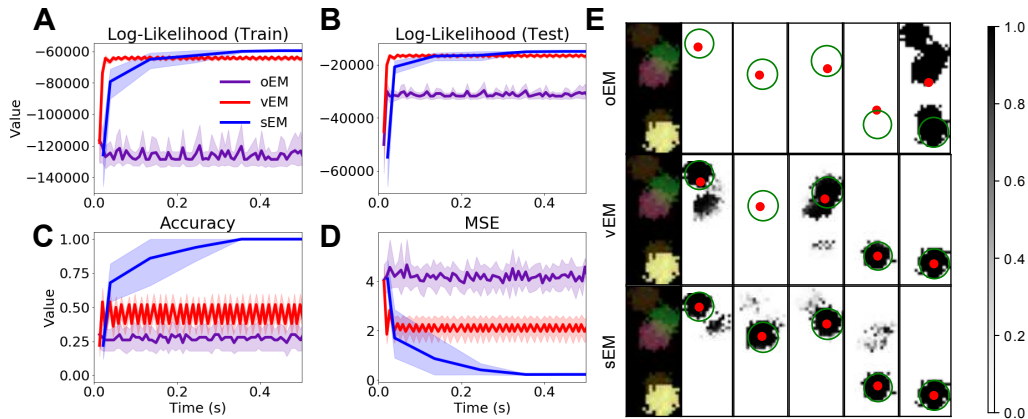 A
Log-Likelihood (Train)
Value
−60000
−80000
−100000
−120000
−140000
oEM
vEM
sEM
0.0
0.2
0.4
B
Log-Likelihood (Test)
−20000
−40000
−60000
0.0
0.2
0.4
C
Accuracy
Value
1.00
0.75
0.50
0.25
0.00
0.0
0.2
0.4
Time (s)
D
MSE
4
2
0
0.0
0.2
0.4
Time (s)
E
oEM
vEM
sEM
1.0
0.8
0.6
0.4
0.2
0.0